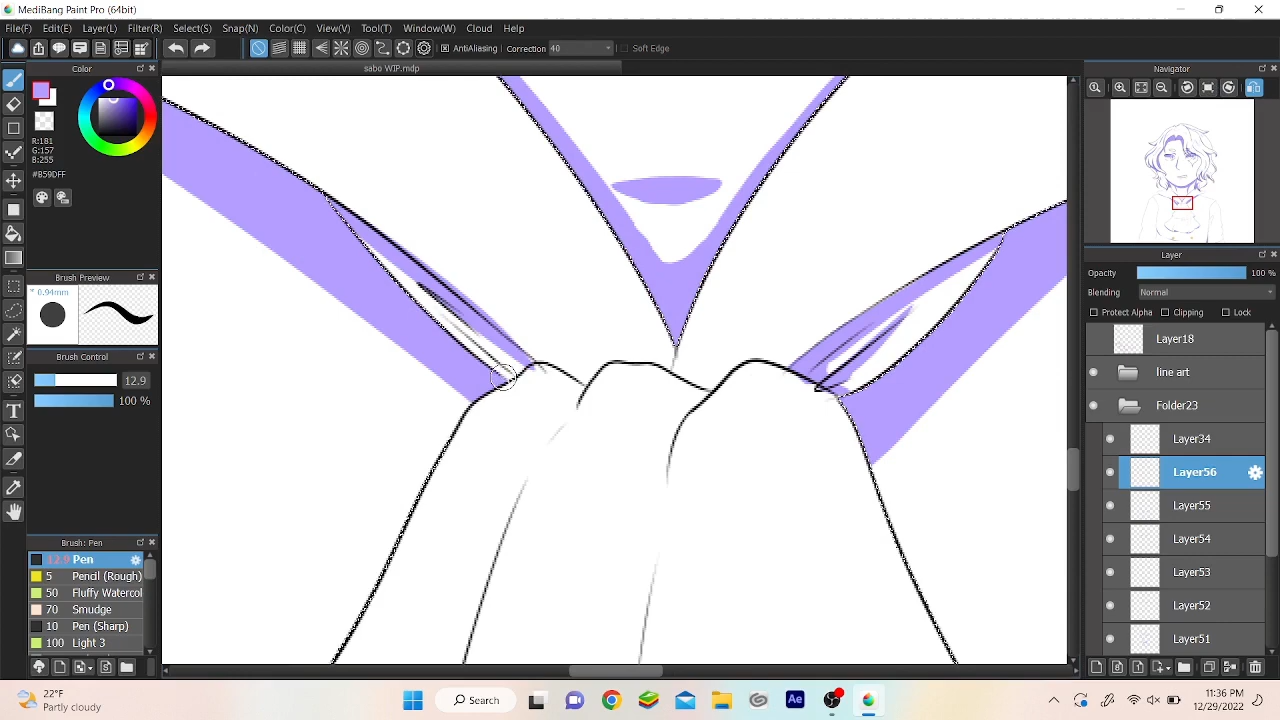 MediBang Paint Pro (64bit)
File(F) Edit(E) Layer(L) Filter(R) Select(S) Snap(N) Color(C) View(V) Tool(T) Window(W) Cloud Help
AntiAliasing Correction 40 Soft Edge
Color
sabo WIP.mdp
Navigator
R:181
G:157
B:255
#B59DFF
Brush Preview
0.94mm
Brush Control
12.9
100 %
Brush: Pen
12.9 Pen
5 Pencil (Rough)
50 Fluffy Watercol
70 Smudge
10 Pen (Sharp)
100 Light 3
Layer
Opacity 100 %
Blending Normal
Protect Alpha Clipping Lock
Layer18
line art
Folder23
Layer34
Layer56
Layer55
Layer54
Layer53
Layer52
Layer51
22°F
Partly cloudy
Search
Ae
11:36 PM
12/29/2022